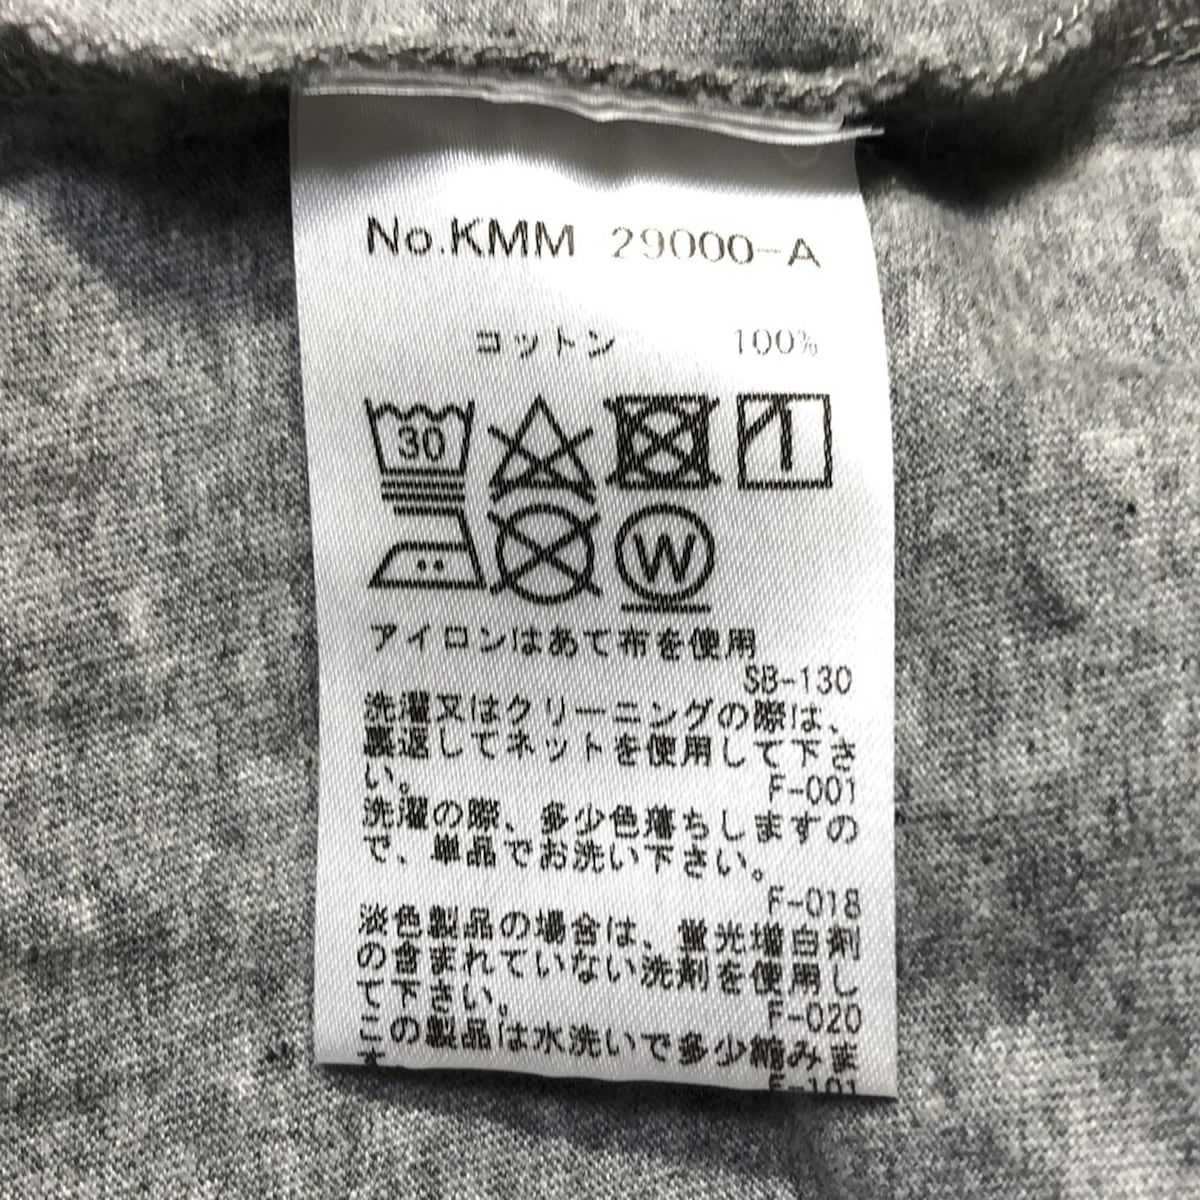 No.KMM 29000-A
コットン 100%
30
W
アイロンはあて布を使用
SB-130
洗濯又はクリーニングの際は、
裏返してネットを使用して下さ
い。
F-001
洗濯の際、多少色落ちしますの
で、単品でお洗い下さい。
F-018
淡色製品の場合は、蛍光増白剤
の含まれていない洗剤を使用し
て下さい。
F-020
この製品は水洗いで多少縮みま
す。
F-101